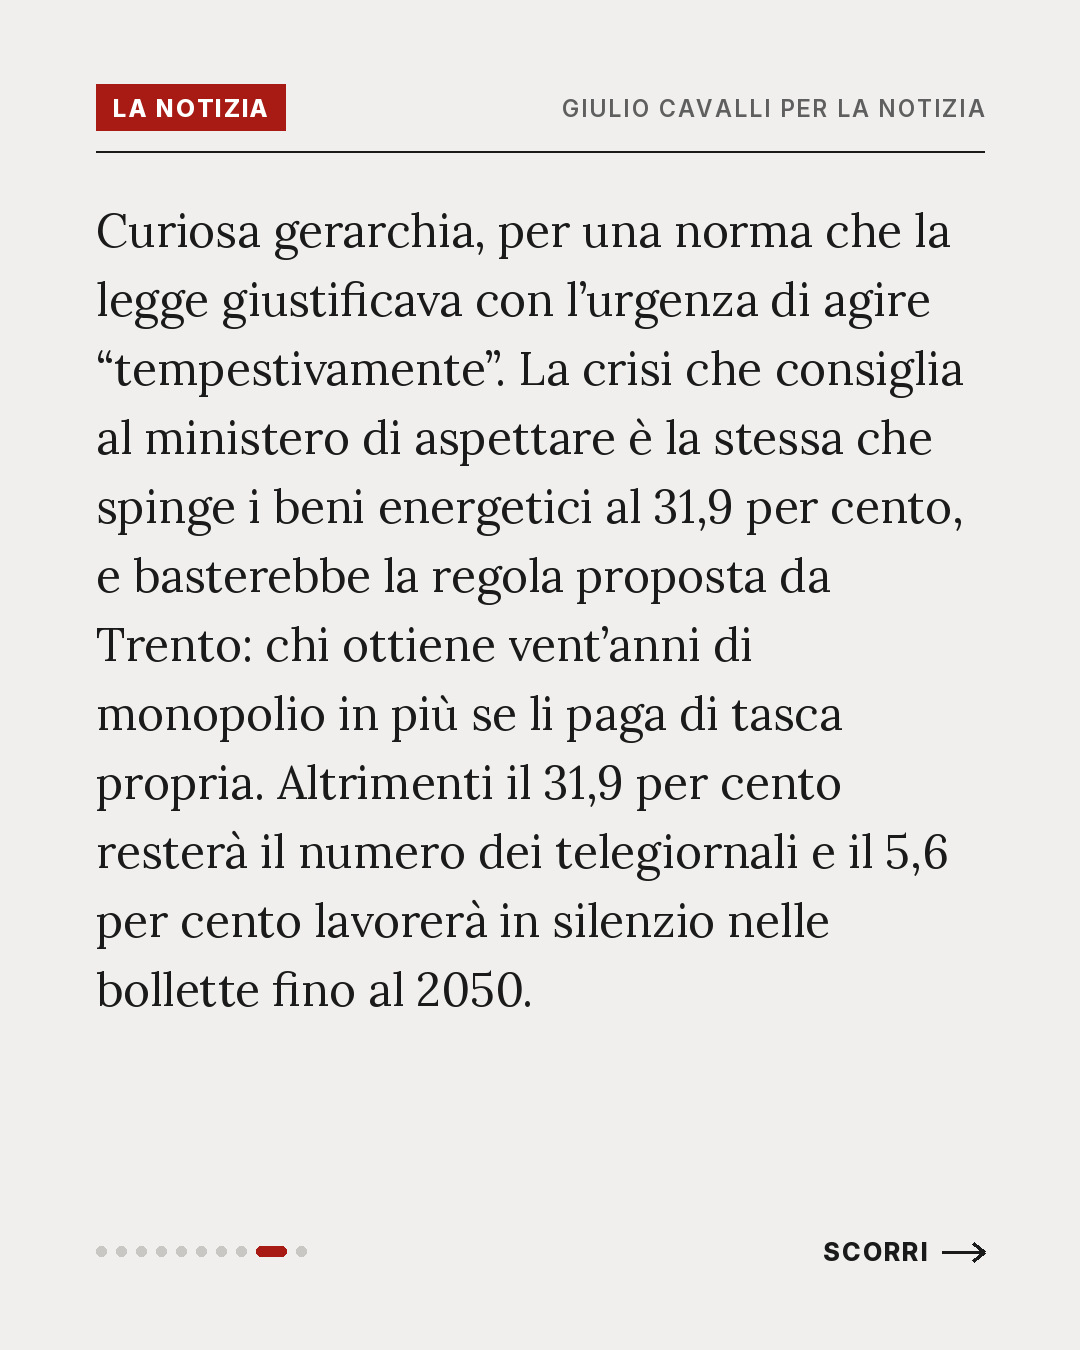 LA NOTIZIA
GIULIO CAVALLI PER LA NOTIZIA
Curiosa gerarchia, per una norma che la
legge giustificava con l’urgenza di agire
“tempestivamente”. La crisi che consiglia
al ministero di aspettare è la stessa che
spinge i beni energetici al 31,9 per cento,
e basterebbe la regola proposta da
Trento: chi ottiene vent’anni di
monopolio in più se li paga di tasca
propria. Altrimenti il 31,9 per cento
resterà il numero dei telegiornali e il 5,6
per cento lavorerà in silenzio nelle
bollette fino al 2050.
SCORRI